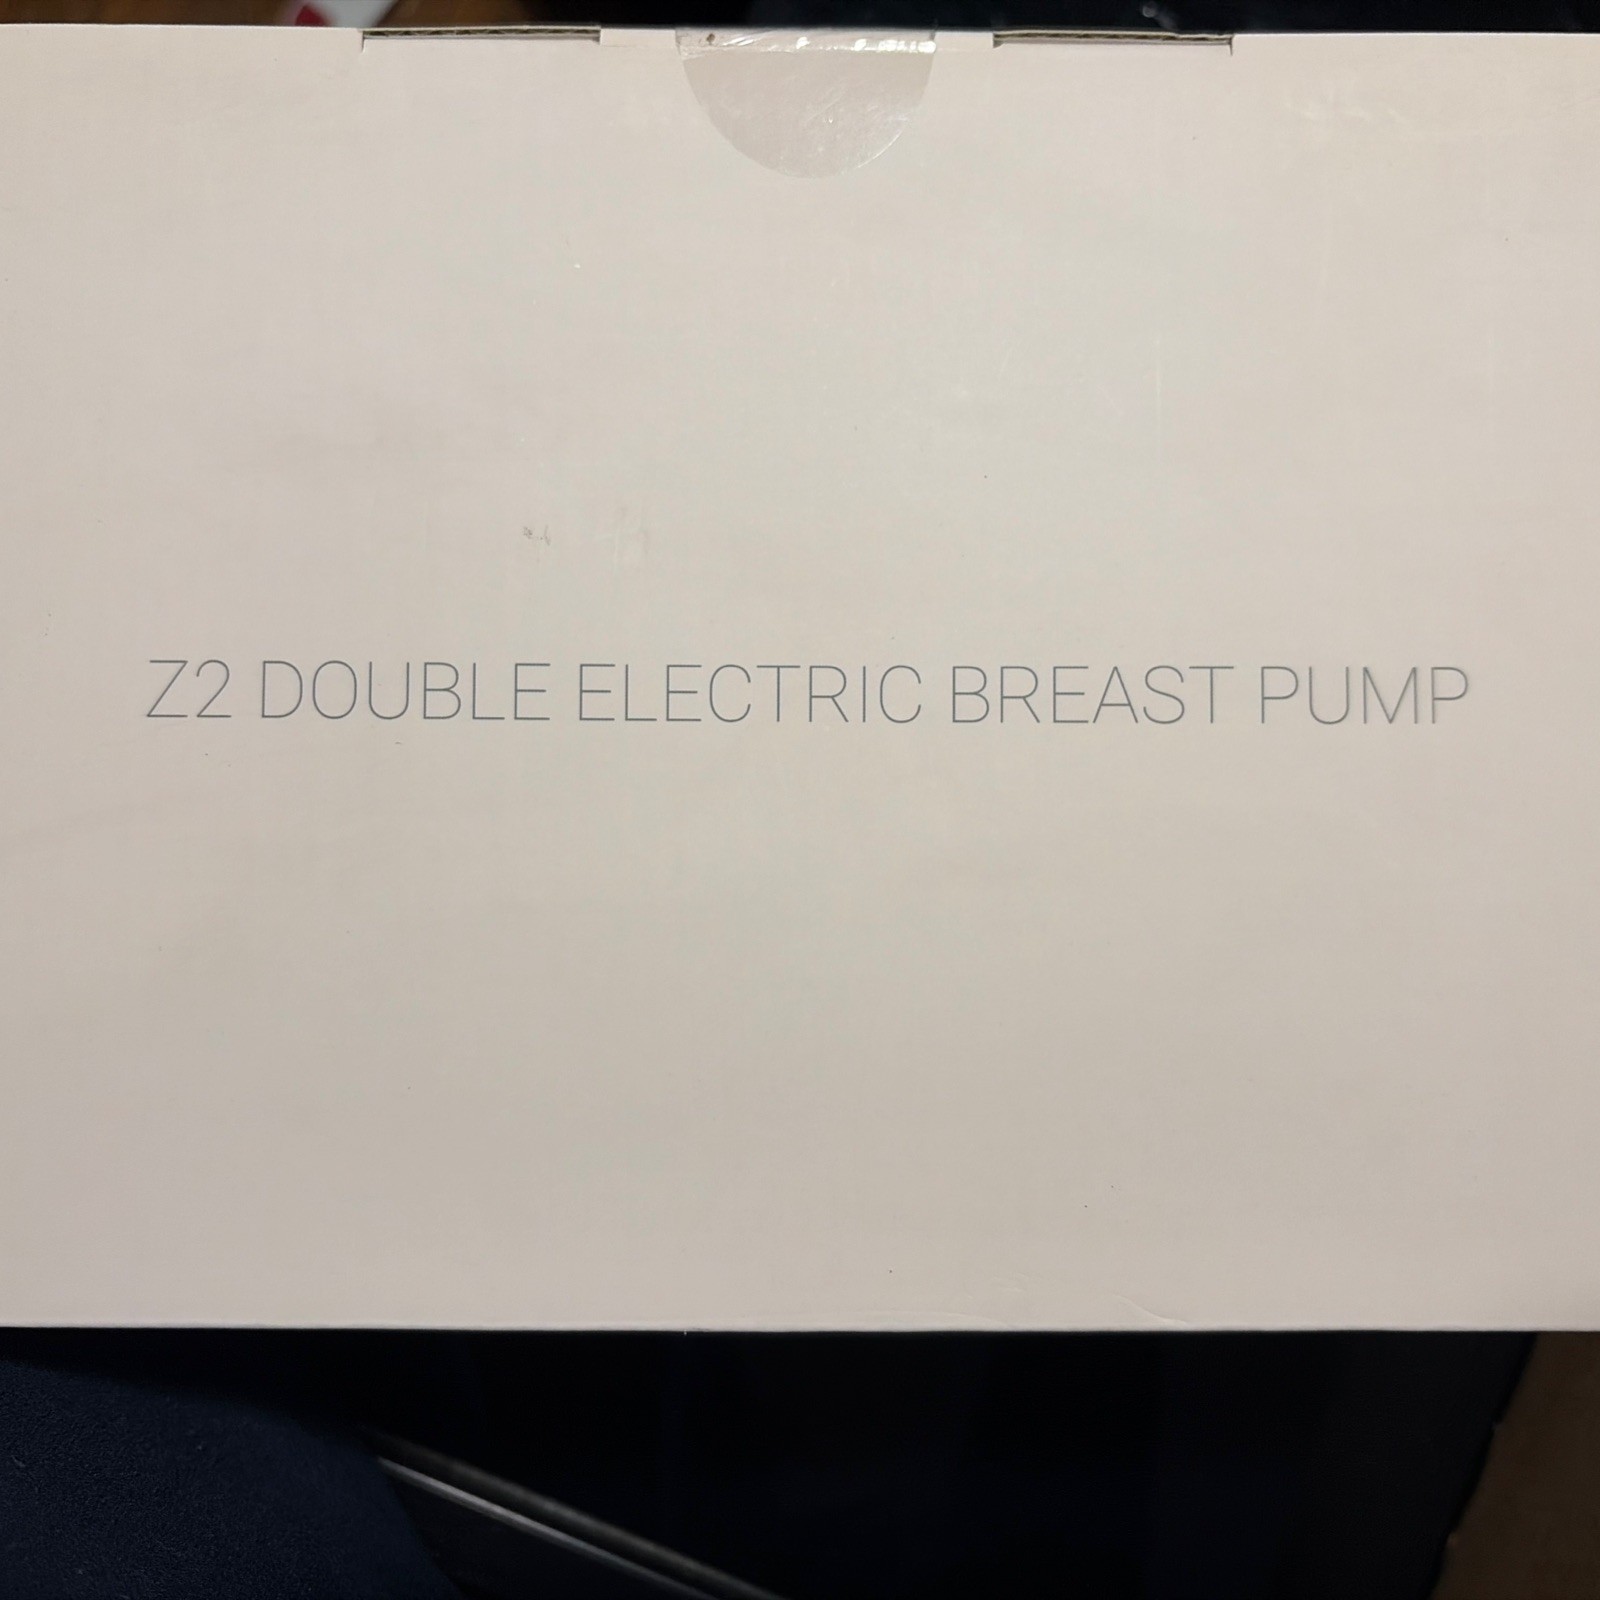 Z2 DOUBLE ELECTRIC BREAST PUMP